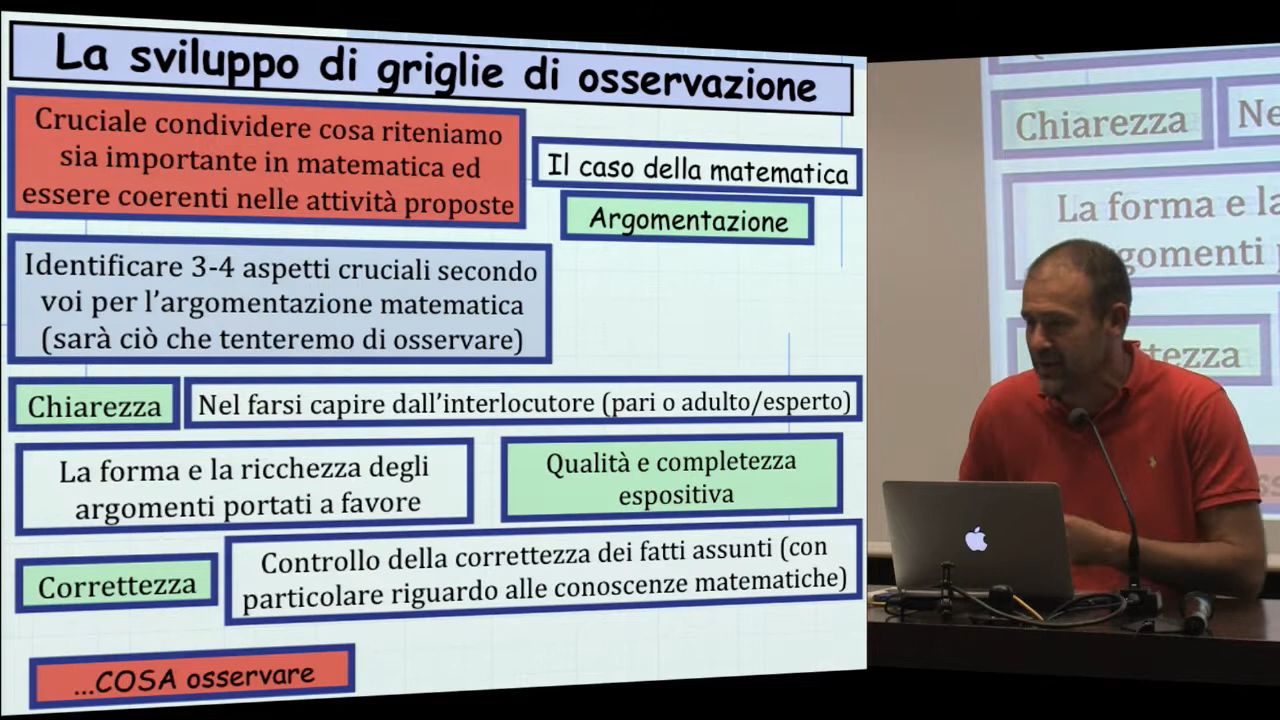 La sviluppo di griglie di osservazione
Cruciale condividere cosa riteniamo
sia importante in matematica ed
essere coerenti nelle attività proposte
Il caso della matematica
Argomentazione
Identificare 3-4 aspetti cruciali secondo
voi per l'argomentazione matematica
(sarà ciò che tenteremo di osservare)
Chiarezza
Nel farsi capire dall'interlocutore (pari o adulto/esperto)
La forma e la ricchezza degli
argomenti portati a favore
Qualità e completezza
espositiva
Correttezza
Controllo della correttezza dei fatti assunti (con
particolare riguardo alle conoscenze matematiche)
...COSA osservare
Chiarezza
Ne
La forma e la
gomenti
tezza